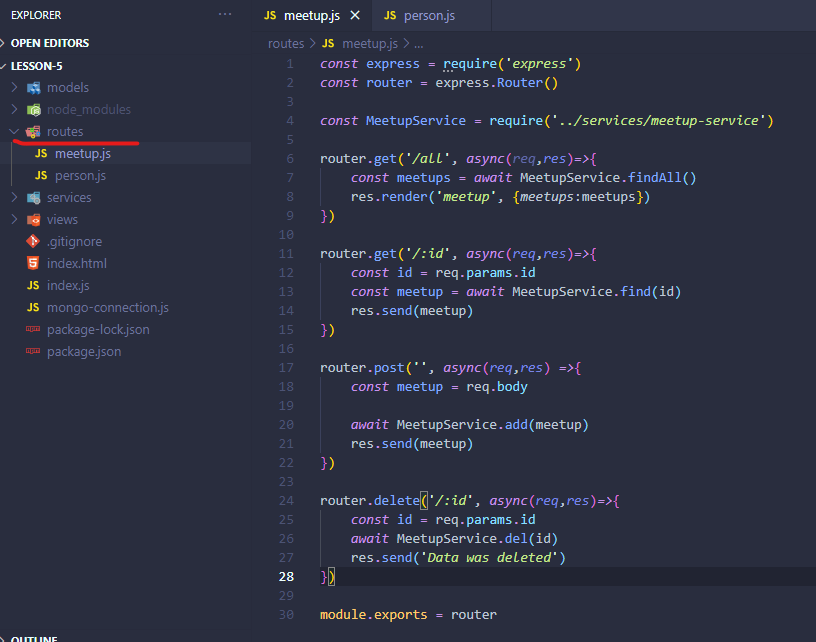 EXPLORER
···
OPEN EDITORS
LESSON-5
models
node_modules
routes
JS meetup.js
JS person.js
services
views
.gitignore
index.html
JS index.js
JS mongo-connection.js
package-lock.json
package.json
OUTLINE
JS meetup.js
JS person.js
routes > JS meetup.js > ...
1 const express = require('express')
2 const router = express.Router()
3
4 const MeetupService = require('../services/meetup-service')
5
6 router.get('/all', async(req,res)=>{
7 const meetups = await MeetupService.findAll()
8 res.render('meetup', {meetups:meetups})
9 })
10
11 router.get('/:id', async(req,res)=>{
12 const id = req.params.id
13 const meetup = await MeetupService.find(id)
14 res.send(meetup)
15 })
16
17 router.post('', async(req,res) =>{
18 const meetup = req.body
19
20 await MeetupService.add(meetup)
21 res.send(meetup)
22 })
23
24 router.delete('/:id', async(req,res)=>{
25 const id = req.params.id
26 await MeetupService.del(id)
27 res.send('Data was deleted')
28 })
29
30 module.exports = router